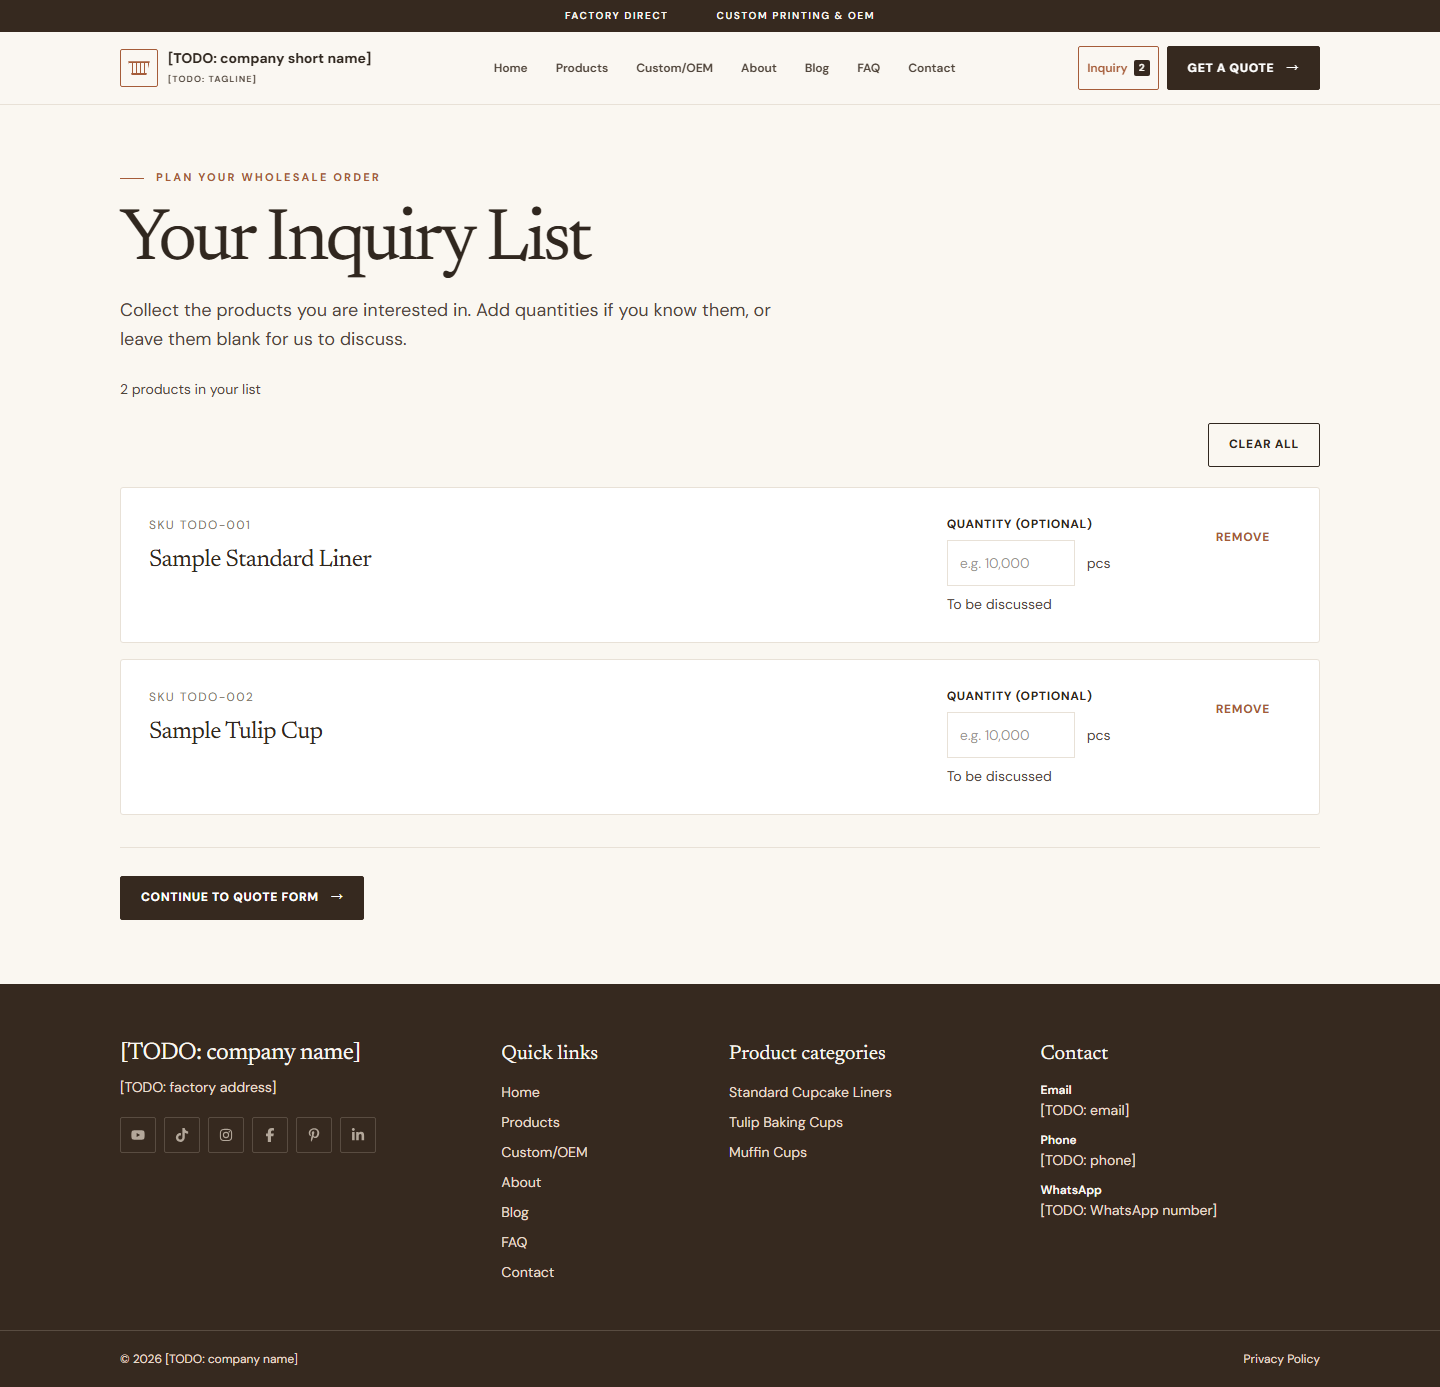 FACTORY DIRECT CUSTOM PRINTING & OEM
[TODO: company short name]
[TODO: TAGLINE]
Home Products Custom/OEM About Blog FAQ Contact
Inquiry 2
GET A QUOTE →
PLAN YOUR WHOLESALE ORDER
Your Inquiry List
Collect the products you are interested in. Add quantities if you know them, or
leave them blank for us to discuss.
2 products in your list
CLEAR ALL
SKU TODO-001
Sample Standard Liner
QUANTITY (OPTIONAL)
e.g. 10,000 pcs
To be discussed
REMOVE
SKU TODO-002
Sample Tulip Cup
QUANTITY (OPTIONAL)
e.g. 10,000 pcs
To be discussed
REMOVE
CONTINUE TO QUOTE FORM →
[TODO: company name]
[TODO: factory address]
Quick links
Home
Products
Custom/OEM
About
Blog
FAQ
Contact
Product categories
Standard Cupcake Liners
Tulip Baking Cups
Muffin Cups
Contact
Email
[TODO: email]
Phone
[TODO: phone]
WhatsApp
[TODO: WhatsApp number]
© 2026 [TODO: company name]
Privacy Policy